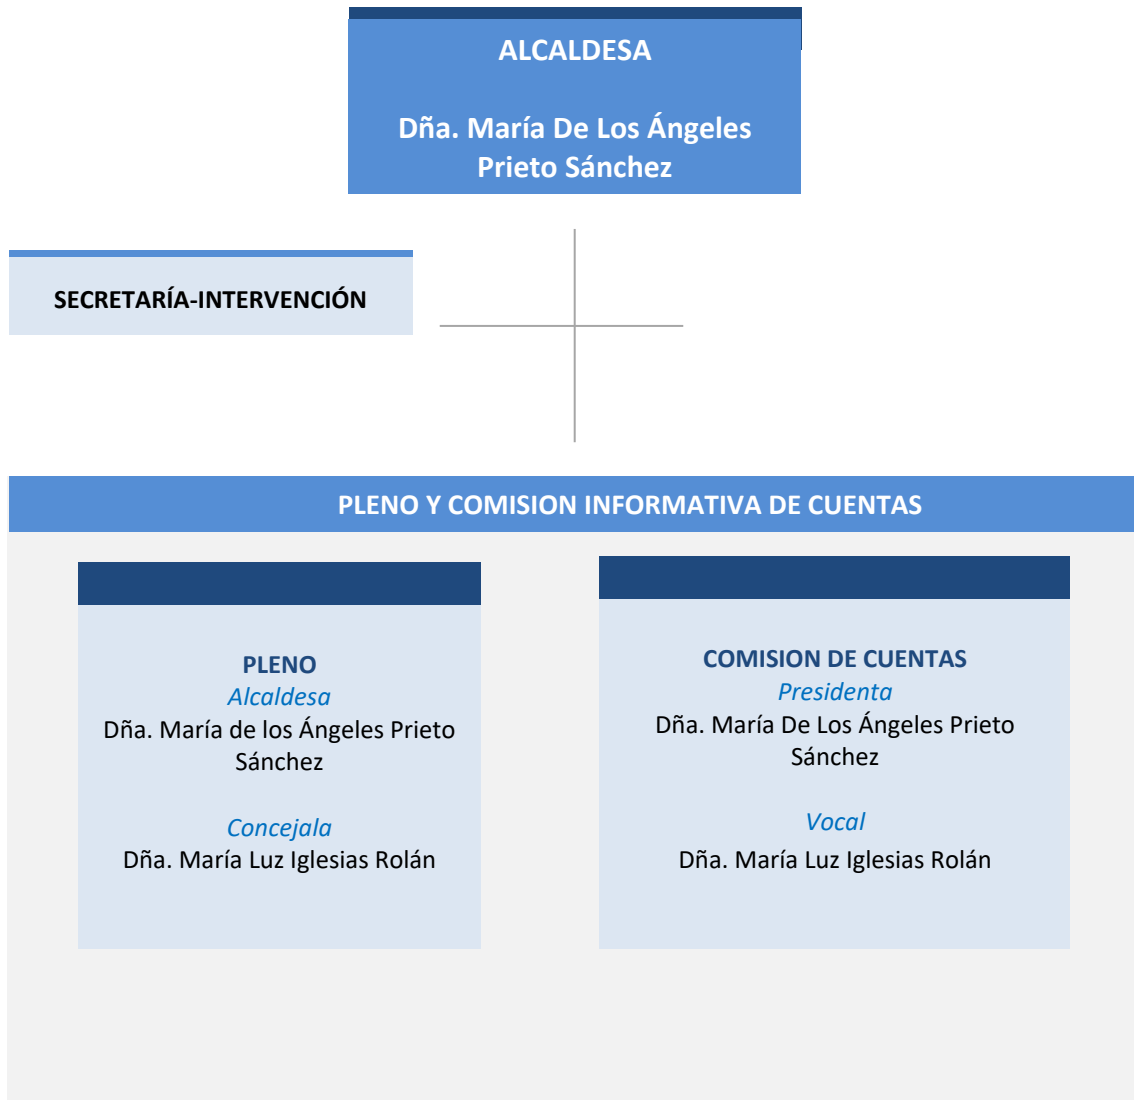 ALCALDESA
Dña. María De Los Ángeles
Prieto Sánchez
SECRETARÍA-INTERVENCIÓN
PLENO Y COMISION INFORMATIVA DE CUENTAS
PLENO
Alcaldesa
Dña. María de los Ángeles Prieto
Sánchez
Concejala
Dña. María Luz Iglesias Rolán
COMISION DE CUENTAS
Presidenta
Dña. María De Los Ángeles Prieto
Sánchez
Vocal
Dña. María Luz Iglesias Rolán